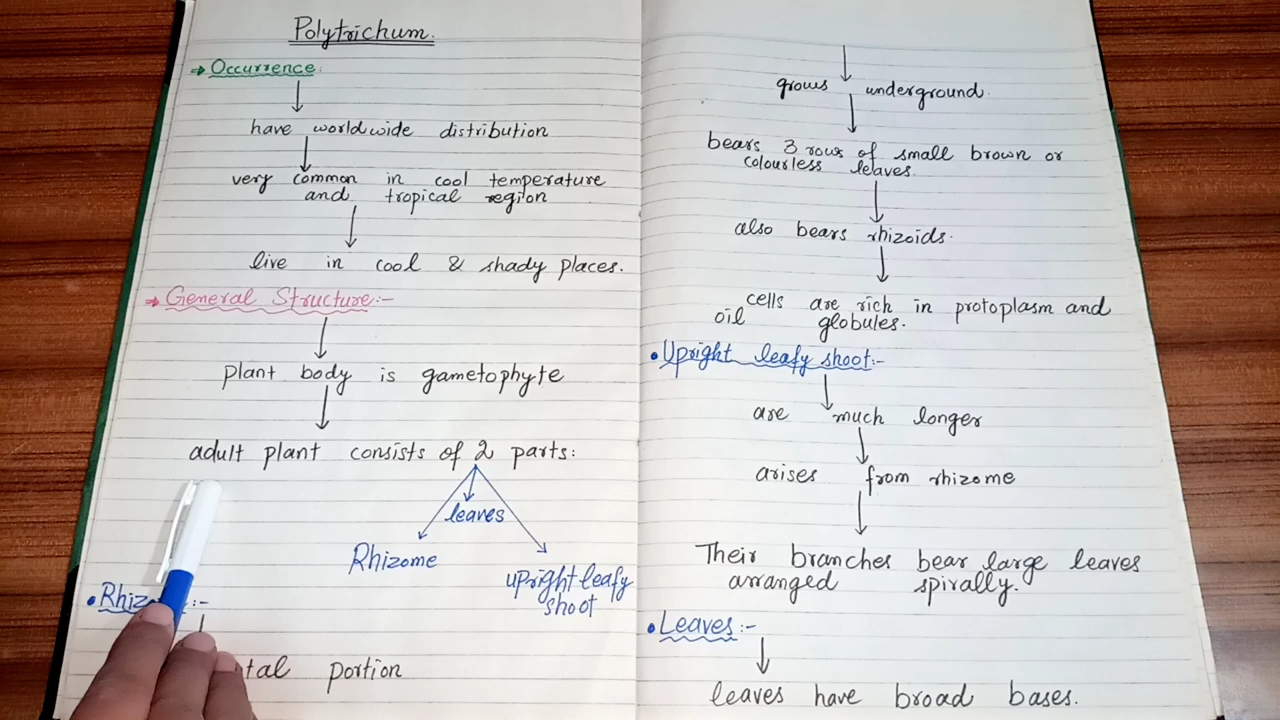 Polytrichum.
⇒ Occurrence:
have worldwide distribution
very common in cool temperature
and tropical region
live in cool & shady places.
⇒ General Structure:-
plant body is gametophyte
adult plant consists of 2 parts:
leaves
Rhizome
upright leafy
shoot
• :-
portion
grows underground.
bears 3 rows of small brown or
colourless leaves.
also bears rhizoids.
cells are rich in protoplasm and
oil globules.
• Upright leafy shoot:-
are much longer
arises from rhizome
Their branches bear large leaves
arranged spirally.
• Leaves:-
leaves have broad bases.